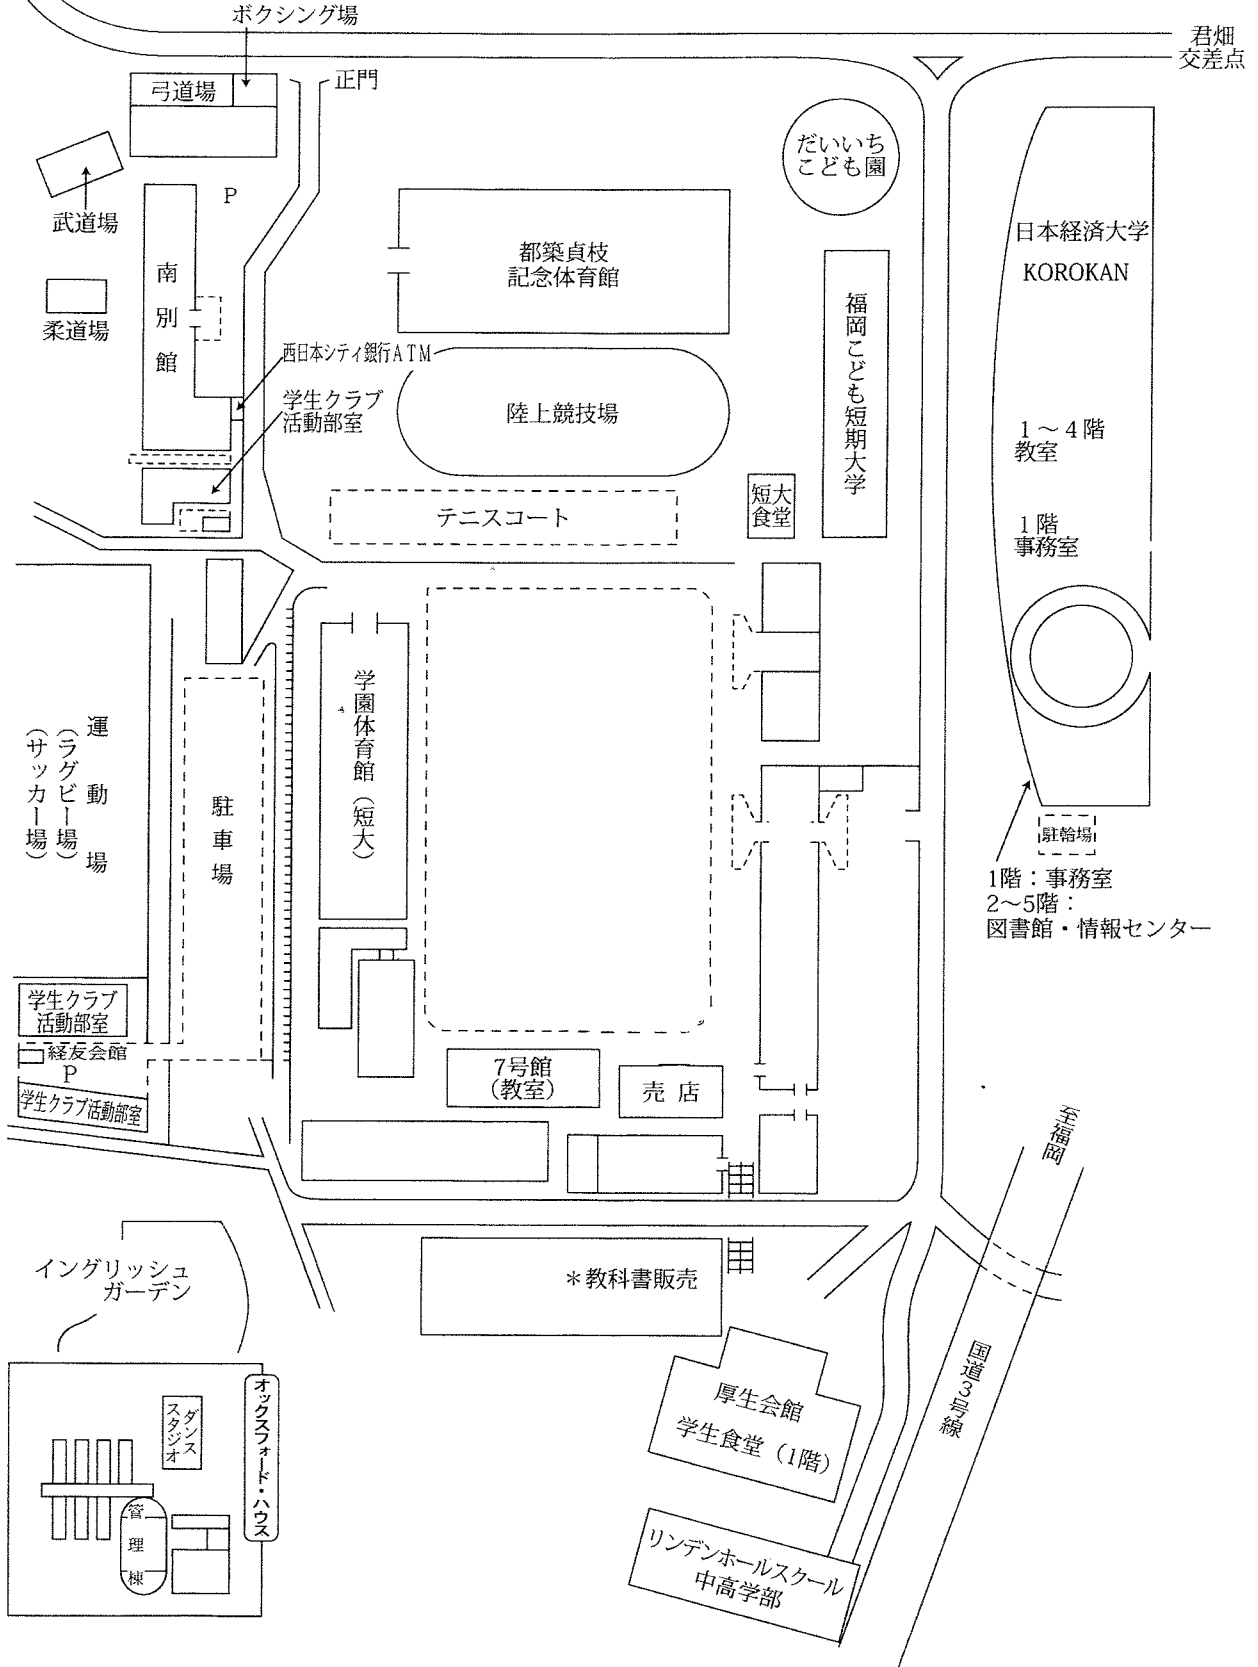 ボクシング場
君畑
交差点
弓道場
正門
だいいち
こども園
武道場
P
都築貞枝
記念体育館
日本経済大学
KOROKAN
南別館
柔道場
西日本シティ銀行ATM
学生クラブ
活動部室
陸上競技場
福岡こども短期大学
1～4階
教室
短大
食堂
テニスコート
1階
事務室
学園体育館（短大）
運動場
（ラグビー場）
（サッカー場）
駐車場
駐輪場
1階：事務室
2～5階：
図書館・情報センター
学生クラブ
活動部室
経友会館
P
学生クラブ活動部室
7号館
（教室）
売店
至福岡
イングリッシュ
ガーデン
＊教科書販売
国道3号線
厚生会館
学生食堂（1階）
オックスフォード・ハウス
ダンス
スタジオ
管理棟
リンデンホールスクール
中高学部